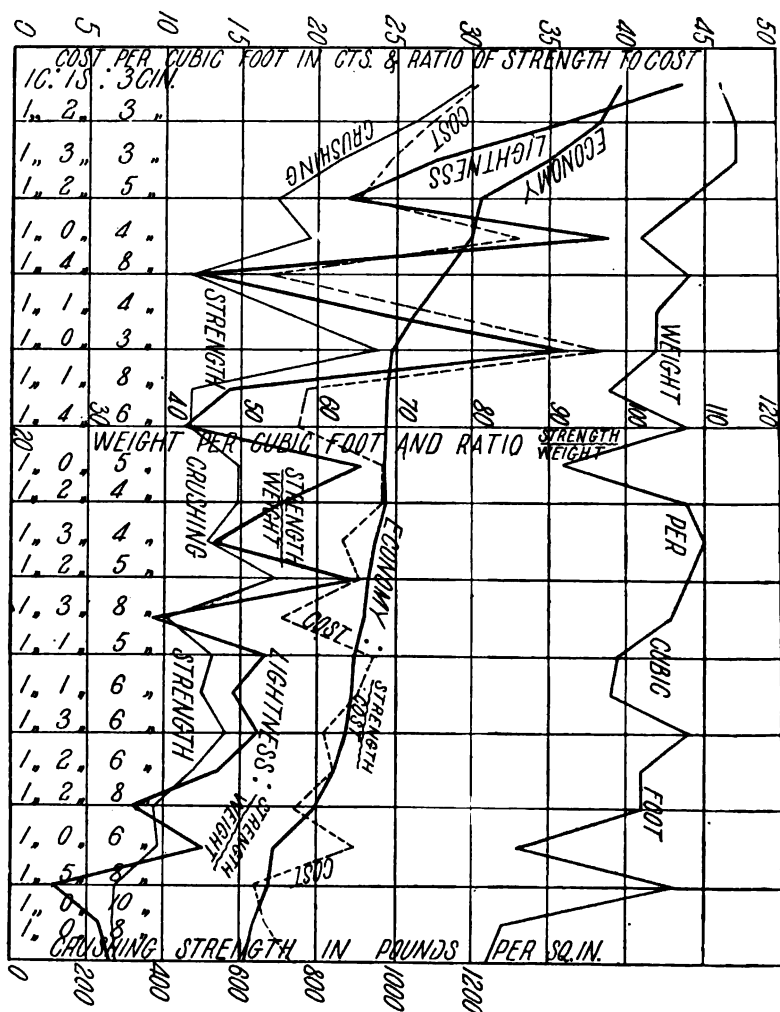 0 5 10 15 20 25 30 35 40 45 50
COST PER CUBIC FOOT IN CTS. & RATIO OF STRENGTH TO COST
1C: 1S: 3CIN.
1„ 2„ 3„
1„ 3„ 3„
1„ 2„ 5„
1„ 0„ 4„
1„ 4„ 8„
1„ 1„ 4„
1„ 0„ 3„
1„ 1„ 8„
1„ 4„ 6„
20 30 40 50 60 70 80 90 100 110 120
WEIGHT PER CUBIC FOOT AND RATIO STRENGTH
WEIGHT
1„ 0„ 5„
1„ 2„ 4„
1„ 3„ 4„
1„ 2„ 5„
1„ 3„ 8„
1„ 1„ 5„
1„ 1„ 6„
1„ 3„ 6„
1„ 2„ 6„
1„ 2„ 8„
1„ 0„ 6„
1„ 5„ 8„
1„ 0„ 10„
1„ 0„ 8„
CRUSHING STRENGTH IN POUNDS PER SQ.IN.
0 200 400 600 800 1000 1200
CRUSHING
COST
LIGHTNESS
ECONOMY
STRENGTH
WEIGHT
CRUSHING
STRENGTH
WEIGHT
ECONOMY:
PER
COST
STRENGTH
LIGHTNESS:
STRENGTH
COST
CUBIC
STRENGTH
WEIGHT
COST
FOOT